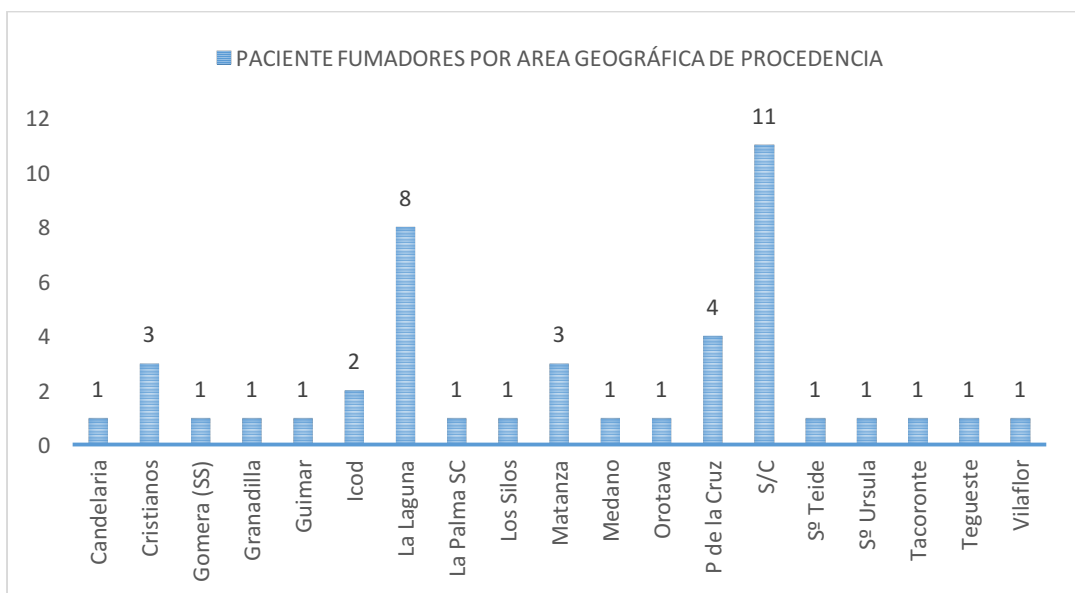 PACIENTE FUMADORES POR AREA GEOGRÁFICA DE PROCEDENCIA
12
10
8
6
4
2
0
1
3
1
1
1
2
8
1
1
3
1
1
4
11
1
1
1
1
1
Candelaria
Cristianos
Gomera (SS)
Granadilla
Guimar
Icod
La Laguna
La Palma SC
Los Silos
Matanza
Medano
Orotava
P de la Cruz
S/C
Sº Teide
Sº Ursula
Tacoronte
Tegueste
Vilaflor